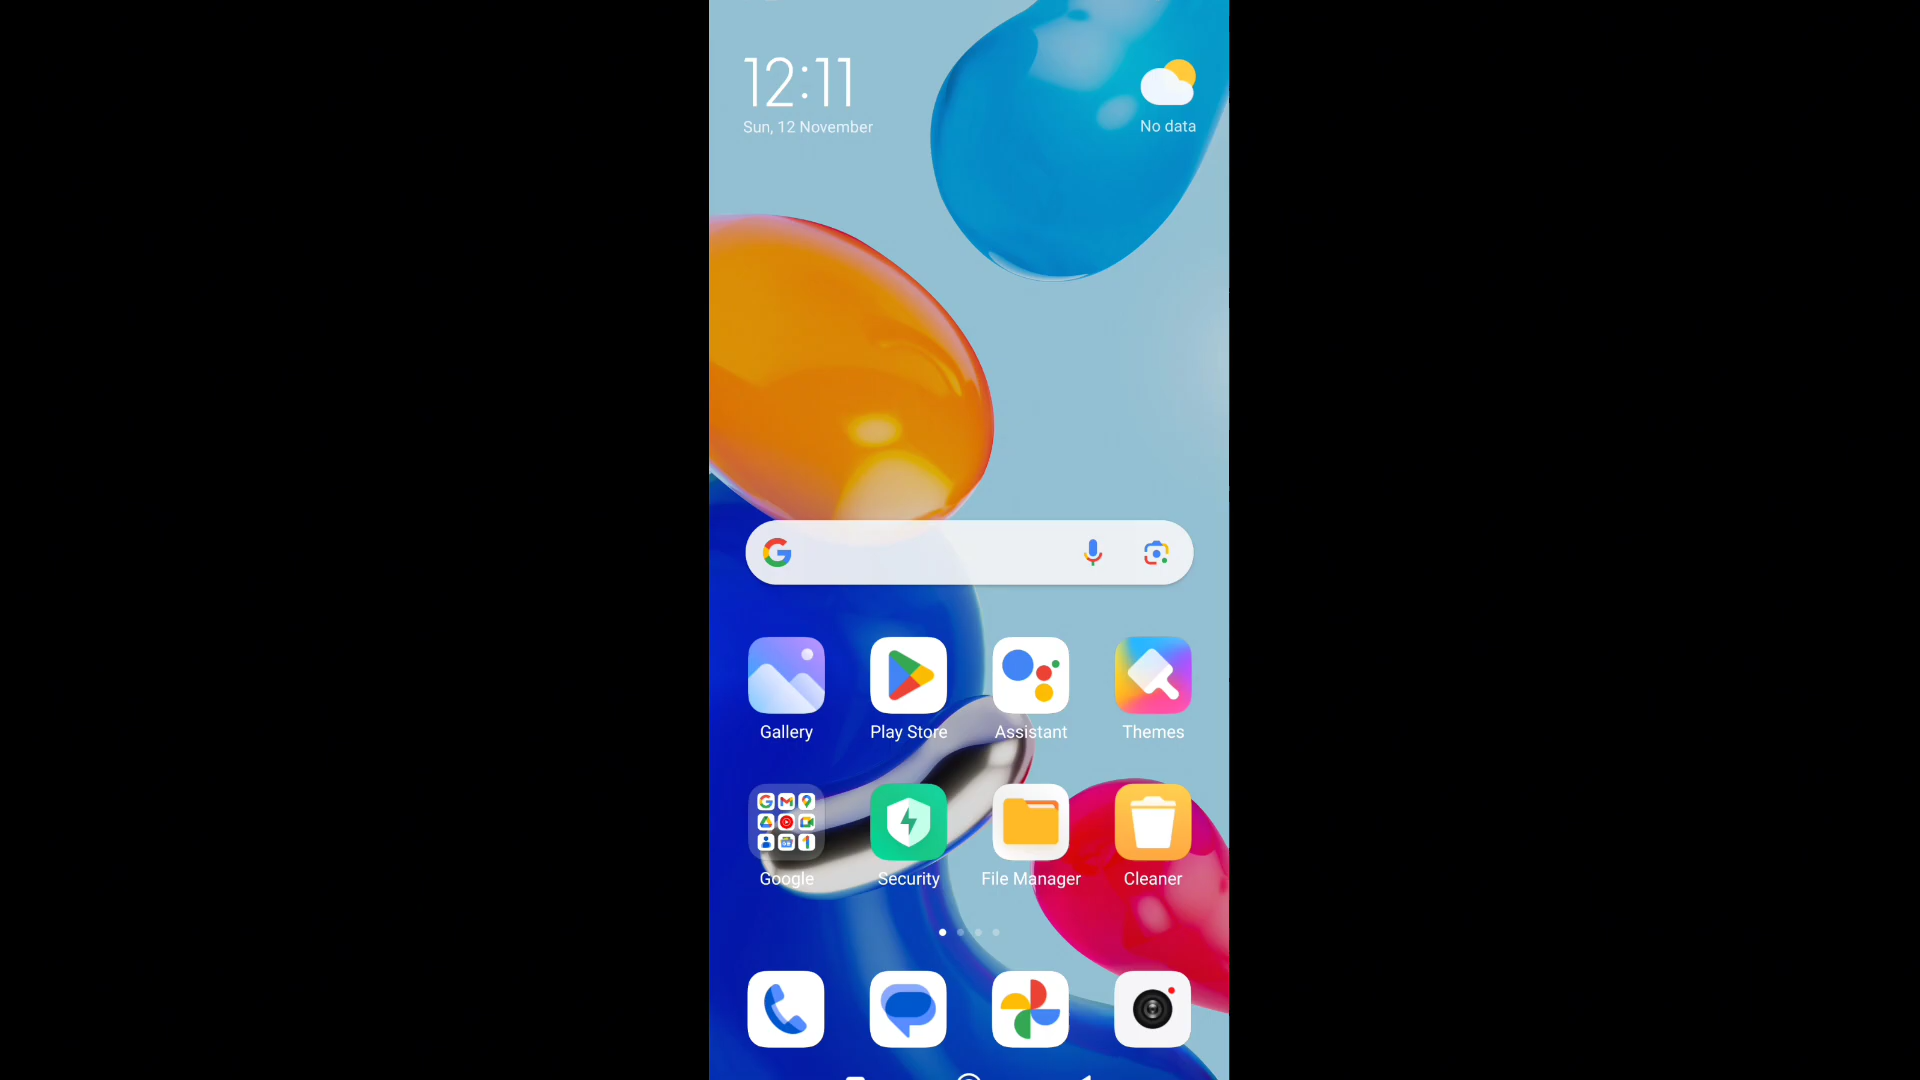 12:11
Sun, 12 November
No data
Gallery
Play Store
Assistant
Themes
Google
Security
File Manager
Cleaner